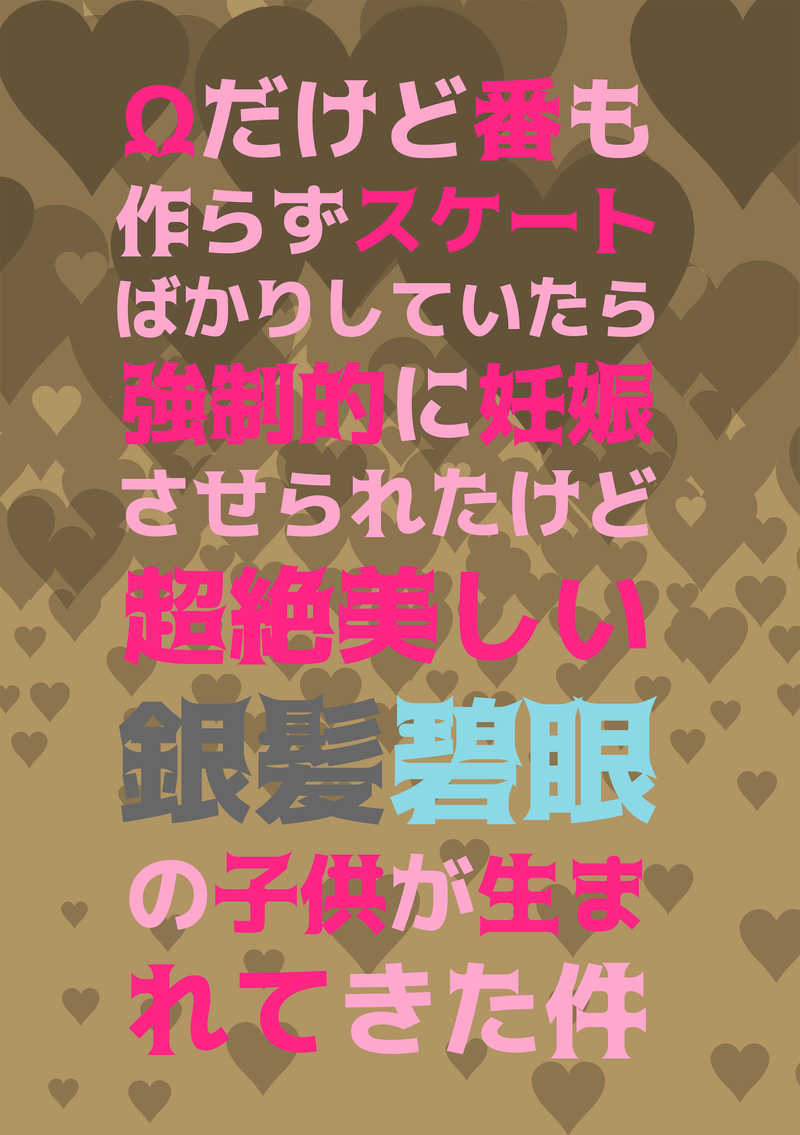 Ωだけど番も
作らずスケート
ばかりしていたら
強制的に妊娠
させられたけど
超絶美しい
銀髪碧眼
の子供が生ま
れてきた件